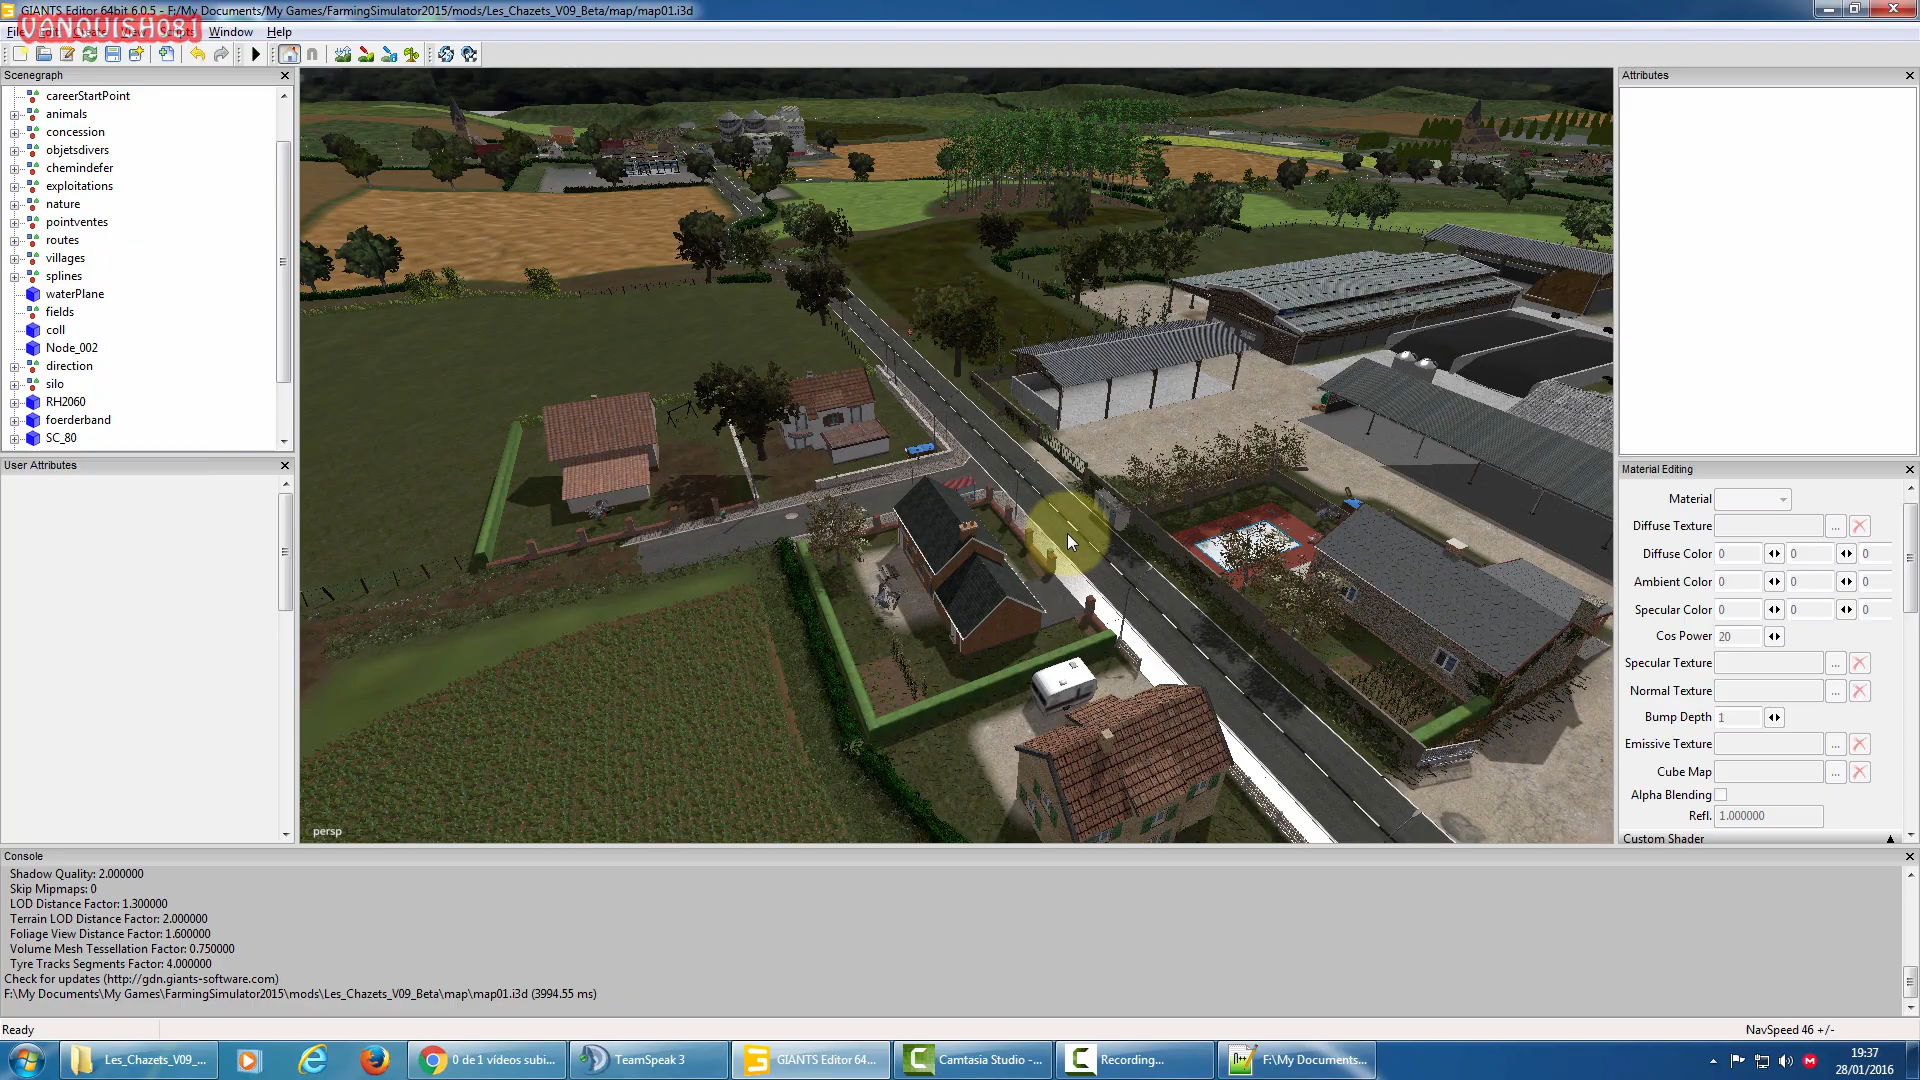 GIANTS Editor 64bit 6.0.5 - F:/My Documents/My Games/FarmingSimulator2015/mods/Les_Chazets_V09_Beta/map/map01.i3d
VANQUISH081
Window Help
Scenegraph
careerStartPoint
animals
concession
objetsdivers
chemindefer
exploitations
nature
pointventes
routes
villages
splines
waterPlane
fields
coll
Node_002
direction
silo
RH2060
foerderband
SC_80
User Attributes
persp
Attributes
Material Editing
Material
Diffuse Texture ...
Diffuse Color 0 0 0
Ambient Color 0 0 0
Specular Color 0 0 0
Cos Power 20
Specular Texture ...
Normal Texture ...
Bump Depth 1
Emissive Texture ...
Cube Map ...
Alpha Blending
Refl. 1.000000
Custom Shader
Console
Shadow Quality: 2.000000
Skip Mipmaps: 0
LOD Distance Factor: 1.300000
Terrain LOD Distance Factor: 2.000000
Foliage View Distance Factor: 1.600000
Volume Mesh Tessellation Factor: 0.750000
Tyre Tracks Segments Factor: 4.000000
Check for updates (http://gdn.giants-software.com)
F:\My Documents\My Games\FarmingSimulator2015\mods\Les_Chazets_V09_Beta\map\map01.i3d (3994.55 ms)
Ready
NavSpeed 46 +/-
Les_Chazets_V09_...
0 de 1 vídeos subi...
TeamSpeak 3
GIANTS Editor 64...
Camtasia Studio -...
Recording...
F:\My Documents...
19:37
28/01/2016